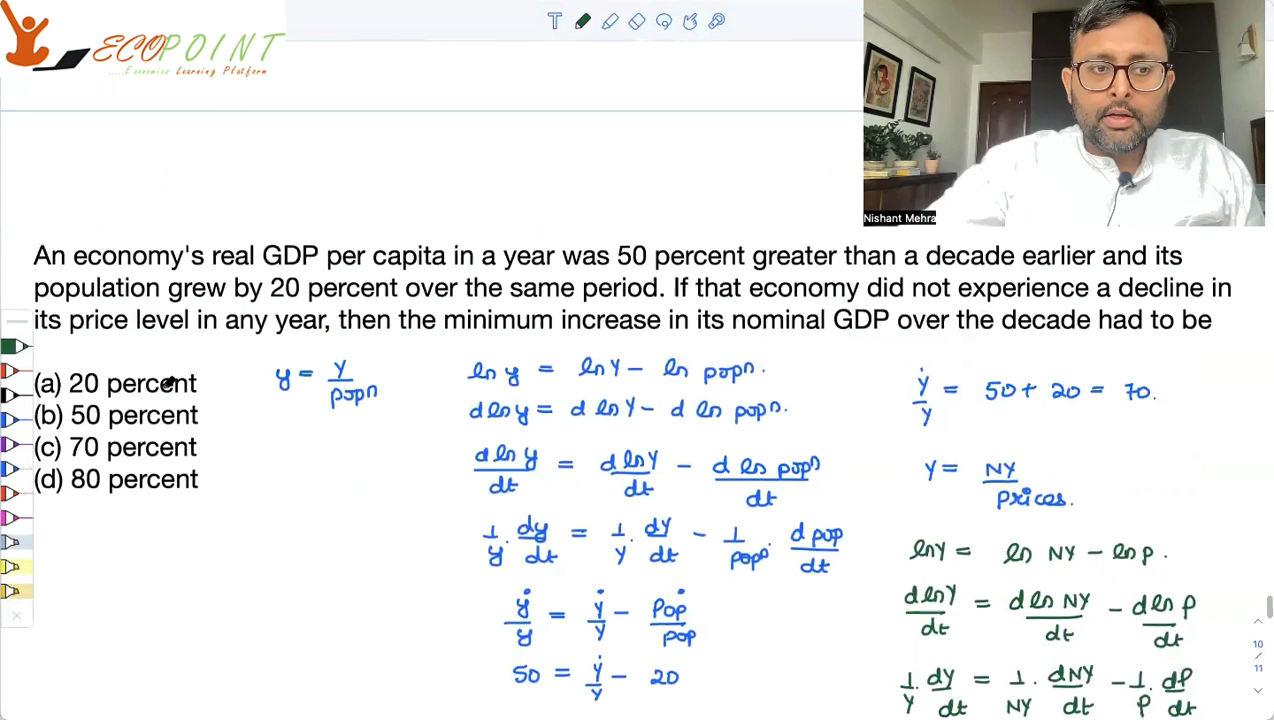 ECOPOINT
.....Economics Learning Platform
T
Nishant Mehra
An economy's real GDP per capita in a year was 50 percent greater than a decade earlier and its
population grew by 20 percent over the same period. If that economy did not experience a decline in
its price level in any year, then the minimum increase in its nominal GDP over the decade had to be
(a) 20 percent
(b) 50 percent
(c) 70 percent
(d) 80 percent
y = Y / popn
ln y = ln Y - ln popn.
d ln y = d ln Y - d ln popn.
d ln y / dt = d ln Y / dt - d ln popn / dt
1/y . dy/dt = 1/Y . dY/dt - 1/popn . d pop/dt
ẏ/y = Ẏ/Y - Pȯp/pop
50 = Ẏ/Y - 20
Ẏ/Y = 50 + 20 = 70.
Y = NY / Prices.
ln Y = ln NY - ln P.
d ln Y / dt = d ln NY / dt - d ln P / dt
1/Y . dY/dt = 1/NY . dNY/dt - 1/P . dP/dt
10
/
11